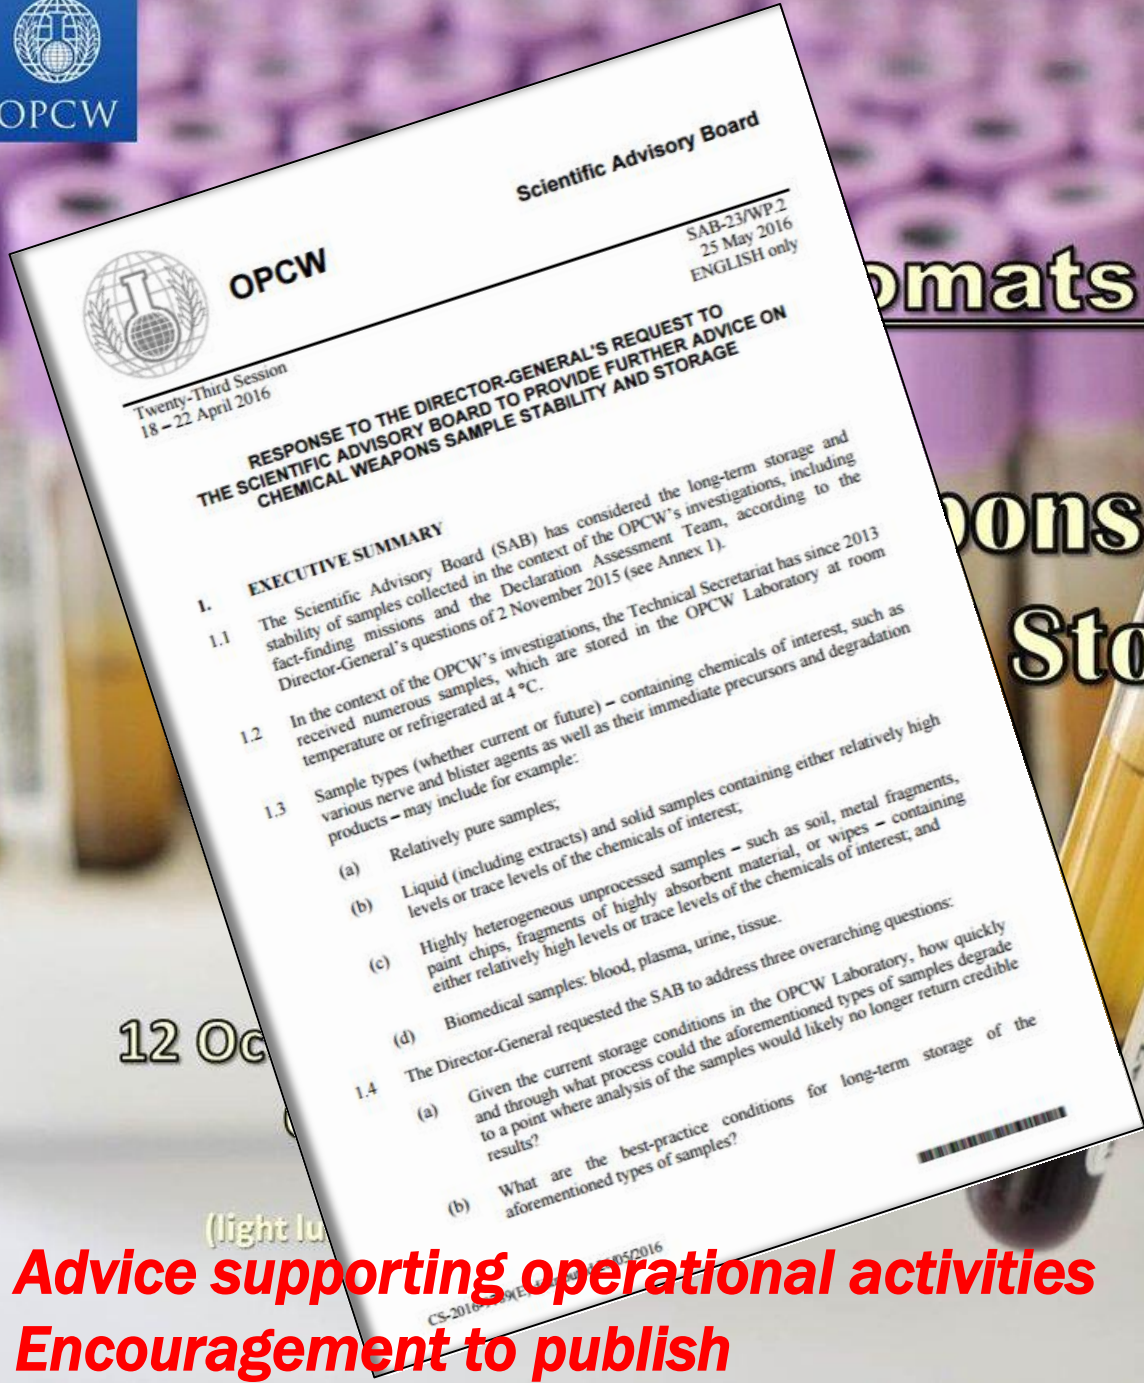 OPCW
Scientific Advisory Board
OPCW
SAB-23/WP.2
25 May 2016
ENGLISH only
Twenty-Third Session
18 – 22 April 2016
RESPONSE TO THE DIRECTOR-GENERAL'S REQUEST TO
THE SCIENTIFIC ADVISORY BOARD TO PROVIDE FURTHER ADVICE ON
CHEMICAL WEAPONS SAMPLE STABILITY AND STORAGE
1. EXECUTIVE SUMMARY
1.1 The Scientific Advisory Board (SAB) has considered the long-term storage and
stability of samples collected in the context of the OPCW's investigations, including
fact-finding missions and the Declaration Assessment Team, according to the
Director-General's questions of 2 November 2015 (see Annex 1).
1.2 In the context of the OPCW's investigations, the Technical Secretariat has since 2013
received numerous samples, which are stored in the OPCW Laboratory at room
temperature or refrigerated at 4 °C.
1.3 Sample types (whether current or future) – containing chemicals of interest, such as
various nerve and blister agents as well as their immediate precursors and degradation
products – may include for example:
(a) Relatively pure samples;
(b) Liquid (including extracts) and solid samples containing either relatively high
levels or trace levels of the chemicals of interest;
(c) Highly heterogeneous unprocessed samples – such as soil, metal fragments,
paint chips, fragments of highly absorbent material, or wipes – containing
either relatively high levels or trace levels of the chemicals of interest; and
(d) Biomedical samples: blood, plasma, urine, tissue.
1.4 The Director-General requested the SAB to address three overarching questions:
(a) Given the current storage conditions in the OPCW Laboratory, how quickly
and through what process could the aforementioned types of samples degrade
to a point where analysis of the samples would likely no longer return credible
results?
(b) What are the best-practice conditions for long-term storage of the
aforementioned types of samples?
omats
pons
Sto
12 Oc
(light lu
Advice supporting operational activities
Encouragement to publish